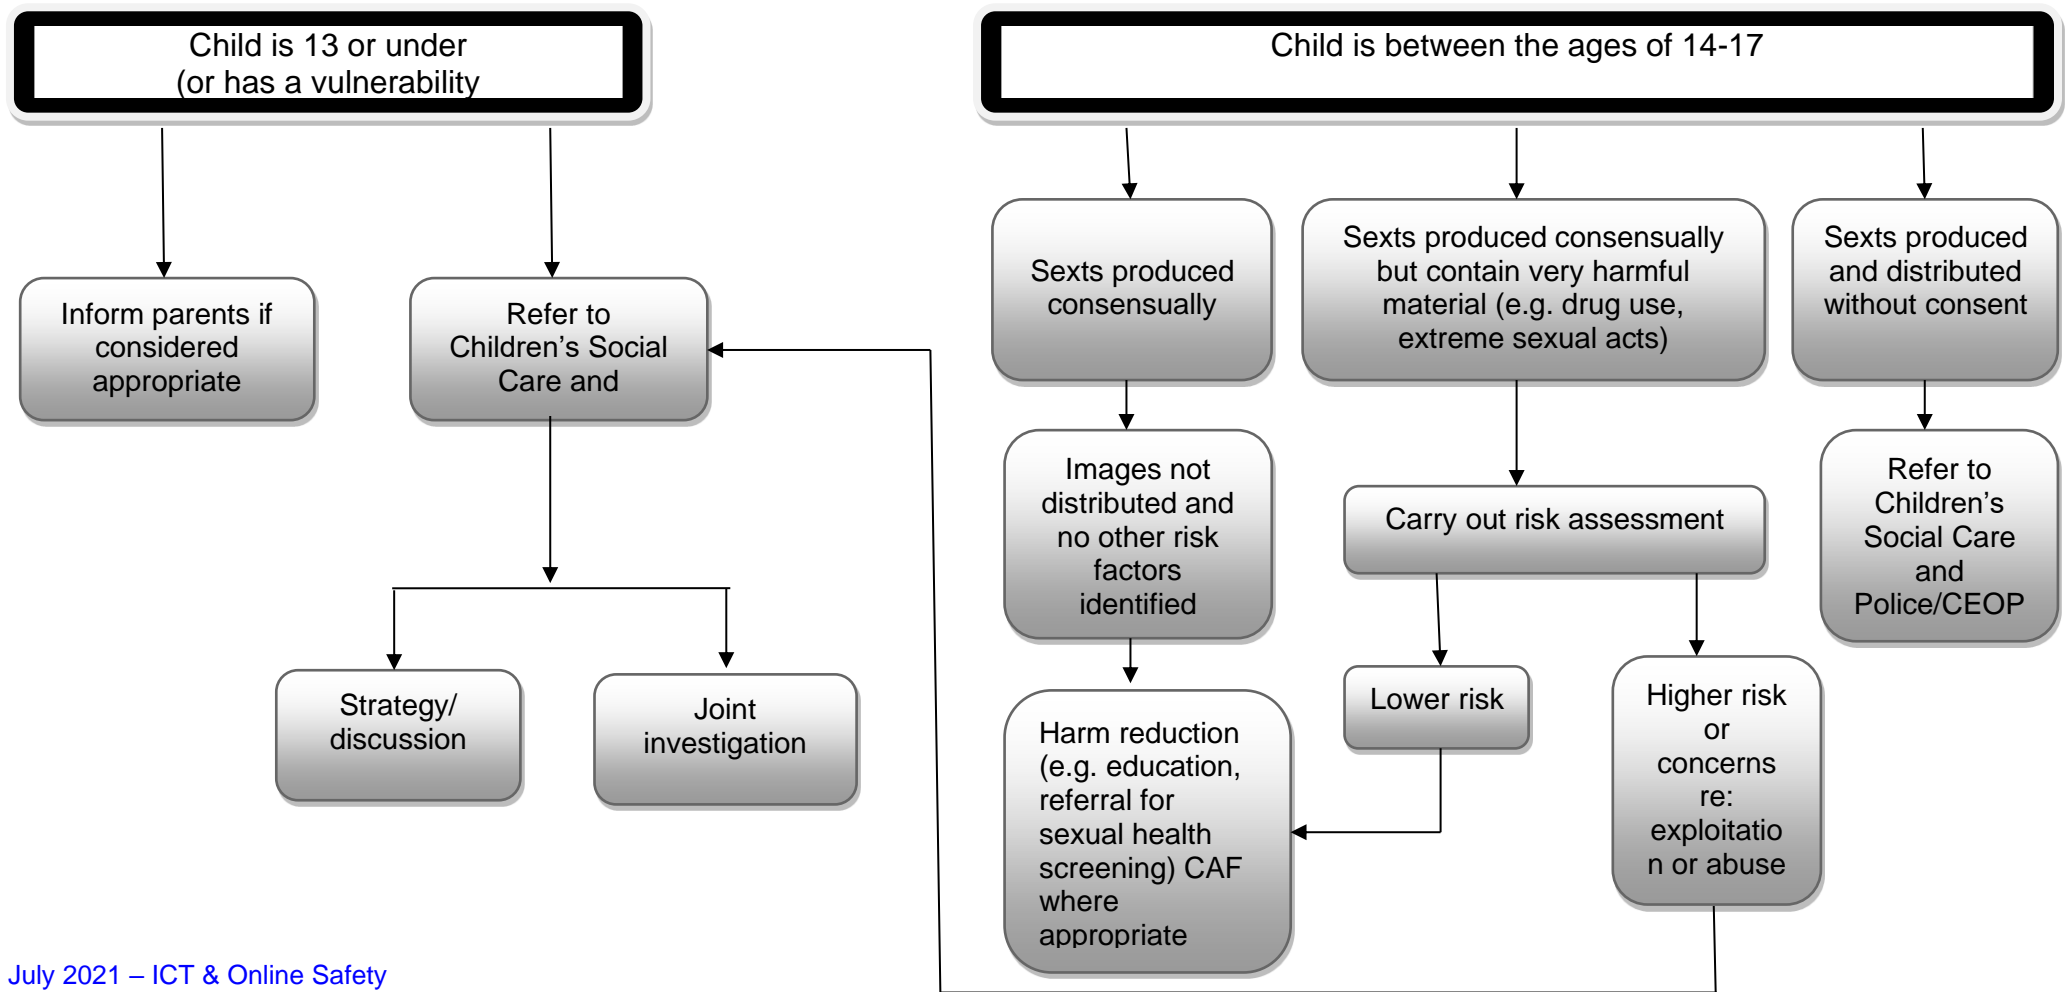 Child is 13 or under
(or has a vulnerability
Child is between the ages of 14-17
Inform parents if
considered
appropriate
Refer to
Children’s Social
Care and
Strategy/
discussion
Joint
investigation
Sexts produced
consensually
Sexts produced consensually
but contain very harmful
material (e.g. drug use,
extreme sexual acts)
Sexts produced
and distributed
without consent
Images not
distributed and
no other risk
factors
identified
Carry out risk assessment
Refer to
Children’s
Social Care
and
Police/CEOP
Lower risk
Higher risk
or
concerns
re:
exploitatio
n or abuse
Harm reduction
(e.g. education,
referral for
sexual health
screening) CAF
where
appropriate
July 2021 – ICT & Online Safety